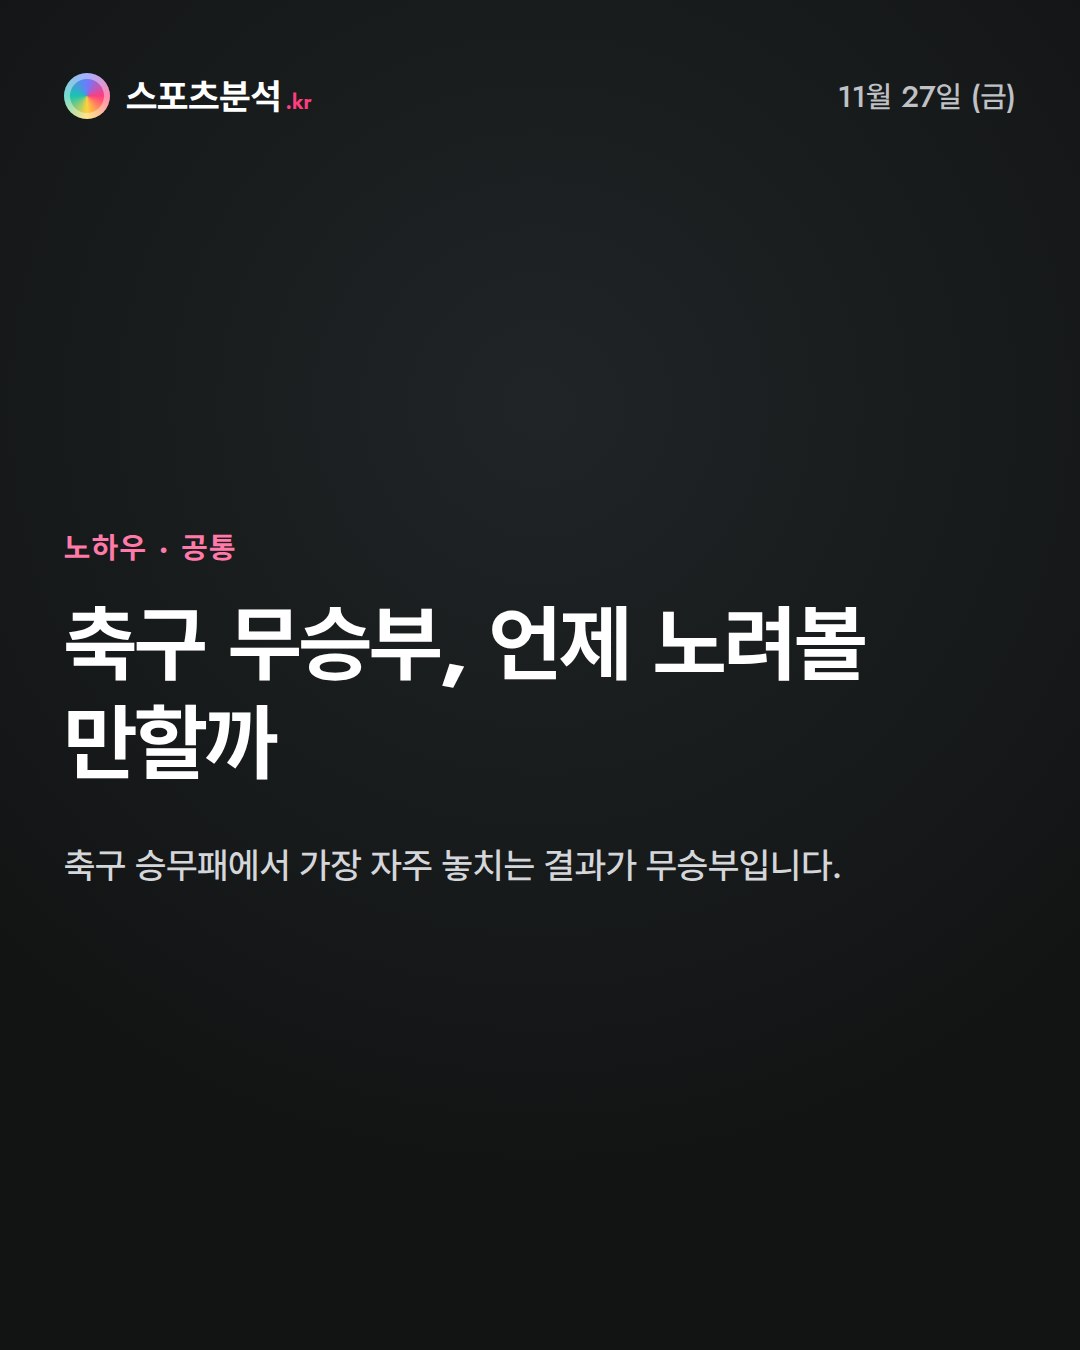 스포츠분석.kr
11월 27일 (금)
노하우 · 공통
축구 무승부, 언제 노려볼
만할까
축구 승무패에서 가장 자주 놓치는 결과가 무승부입니다.